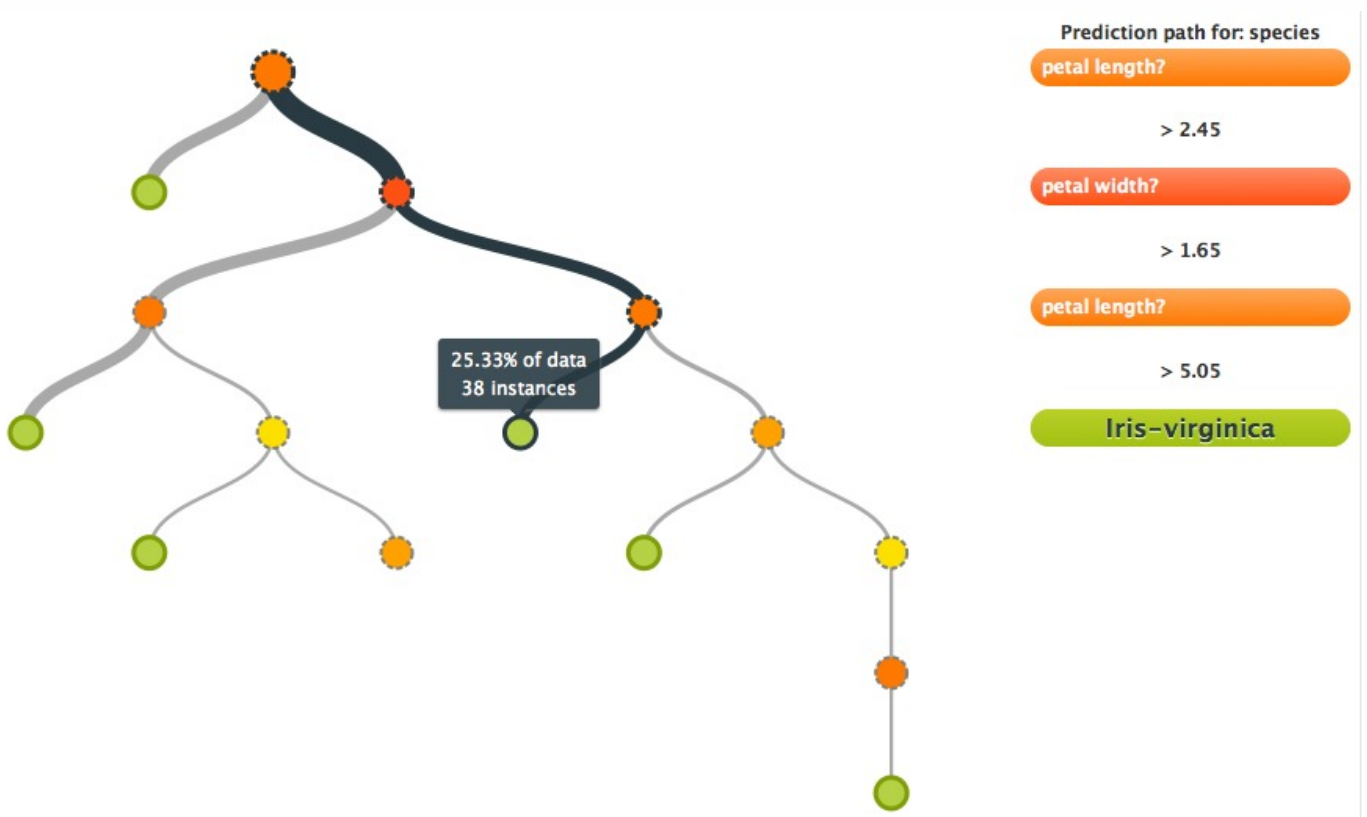 Prediction path for: species
petal length?
> 2.45
petal width?
> 1.65
petal length?
> 5.05
Iris-virginica
25.33% of data
38 instances